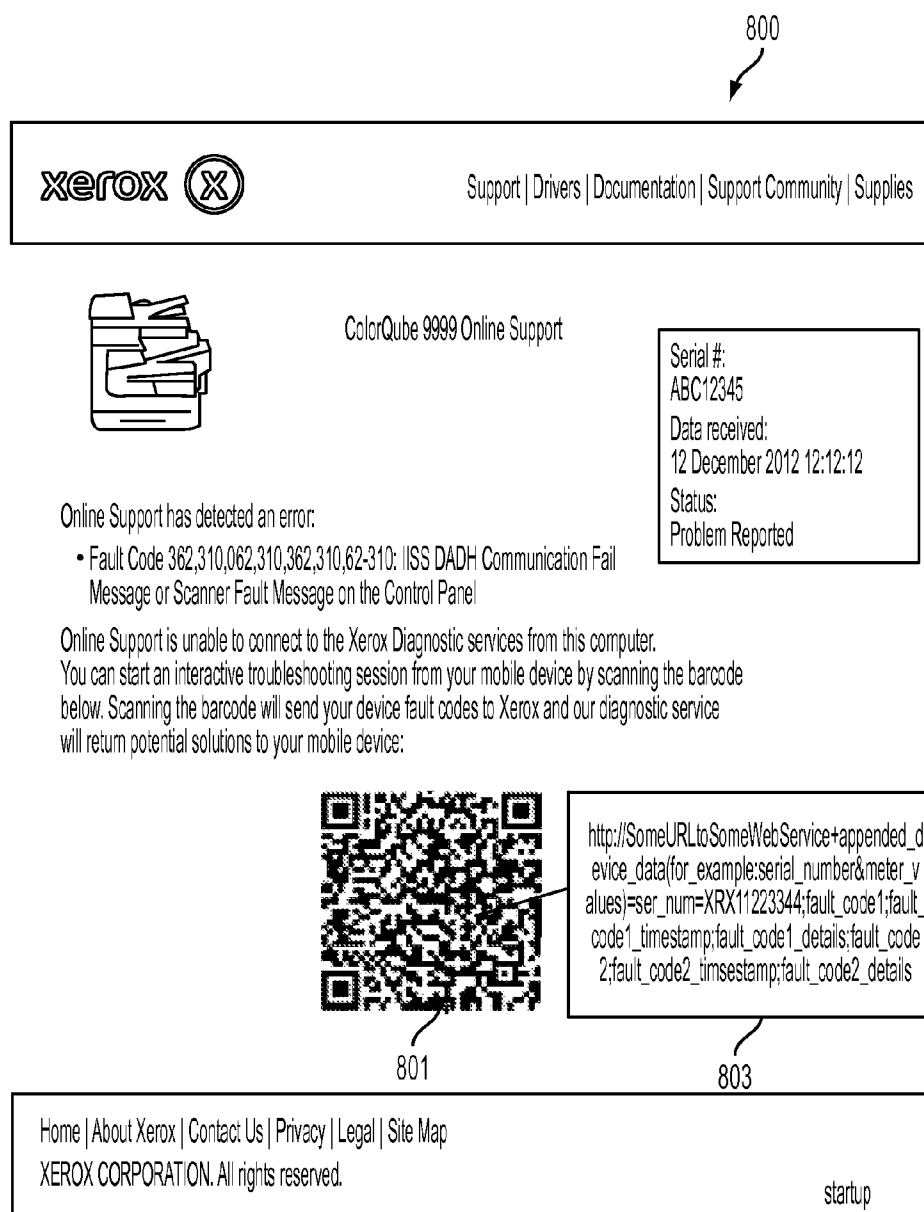 800
xerox X
Support | Drivers | Documentation | Support Community | Supplies
ColorQube 9999 Online Support
Serial #:
ABC12345
Data received:
12 December 2012 12:12:12
Status:
Problem Reported
Online Support has detected an error:
• Fault Code 362,310,062,310,362,310,62-310: IISS DADH Communication Fail
Message or Scanner Fault Message on the Control Panel
Online Support is unable to connect to the Xerox Diagnostic services from this computer.
You can start an interactive troubleshooting session from your mobile device by scanning the barcode
below. Scanning the barcode will send your device fault codes to Xerox and our diagnostic service
will return potential solutions to your mobile device:
http://SomeURLtoSomeWebService+appended_d
evice_data(for_example:serial_number&meter_v
alues)=ser_num=XRX11223344;fault_code1;fault_
code1_timestamp;fault_code1_details;fault_code
2;fault_code2_timsestamp;fault_code2_details
801
803
Home | About Xerox | Contact Us | Privacy | Legal | Site Map
XEROX CORPORATION. All rights reserved.
startup